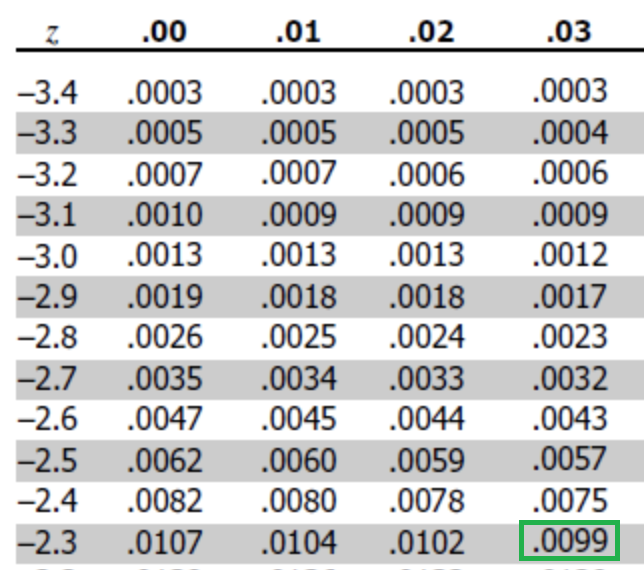 z .00 .01 .02 .03
–3.4 .0003 .0003 .0003 .0003
–3.3 .0005 .0005 .0005 .0004
–3.2 .0007 .0007 .0006 .0006
–3.1 .0010 .0009 .0009 .0009
–3.0 .0013 .0013 .0013 .0012
–2.9 .0019 .0018 .0018 .0017
–2.8 .0026 .0025 .0024 .0023
–2.7 .0035 .0034 .0033 .0032
–2.6 .0047 .0045 .0044 .0043
–2.5 .0062 .0060 .0059 .0057
–2.4 .0082 .0080 .0078 .0075
–2.3 .0107 .0104 .0102 .0099